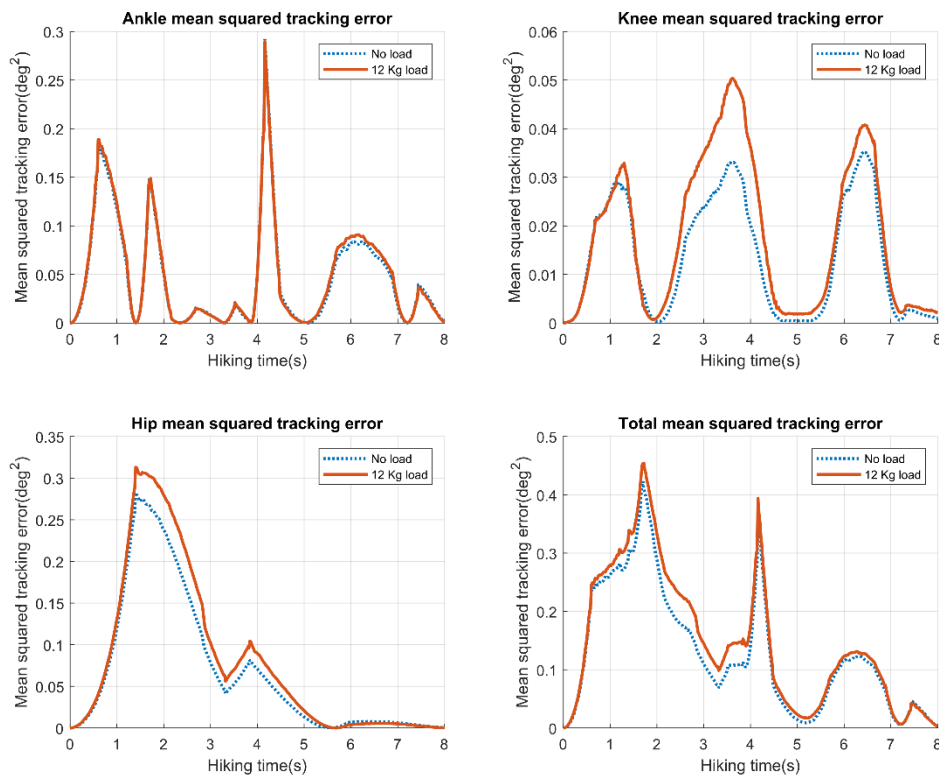 Ankle mean squared tracking error
Mean squared tracking error(deg²)
0.3
0.25
0.2
0.15
0.1
0.05
0
No load
12 Kg load
0 1 2 3 4 5 6 7 8
Hiking time(s)
Knee mean squared tracking error
Mean squared tracking error(deg²)
0.06
0.05
0.04
0.03
0.02
0.01
0
No load
12 Kg load
0 1 2 3 4 5 6 7 8
Hiking time(s)
Hip mean squared tracking error
Mean squared tracking error(deg²)
0.35
0.3
0.25
0.2
0.15
0.1
0.05
0
No load
12 Kg load
0 1 2 3 4 5 6 7 8
Hiking time(s)
Total mean squared tracking error
Mean squared tracking error(deg²)
0.5
0.4
0.3
0.2
0.1
0
No load
12 Kg load
0 1 2 3 4 5 6 7 8
Hiking time(s)